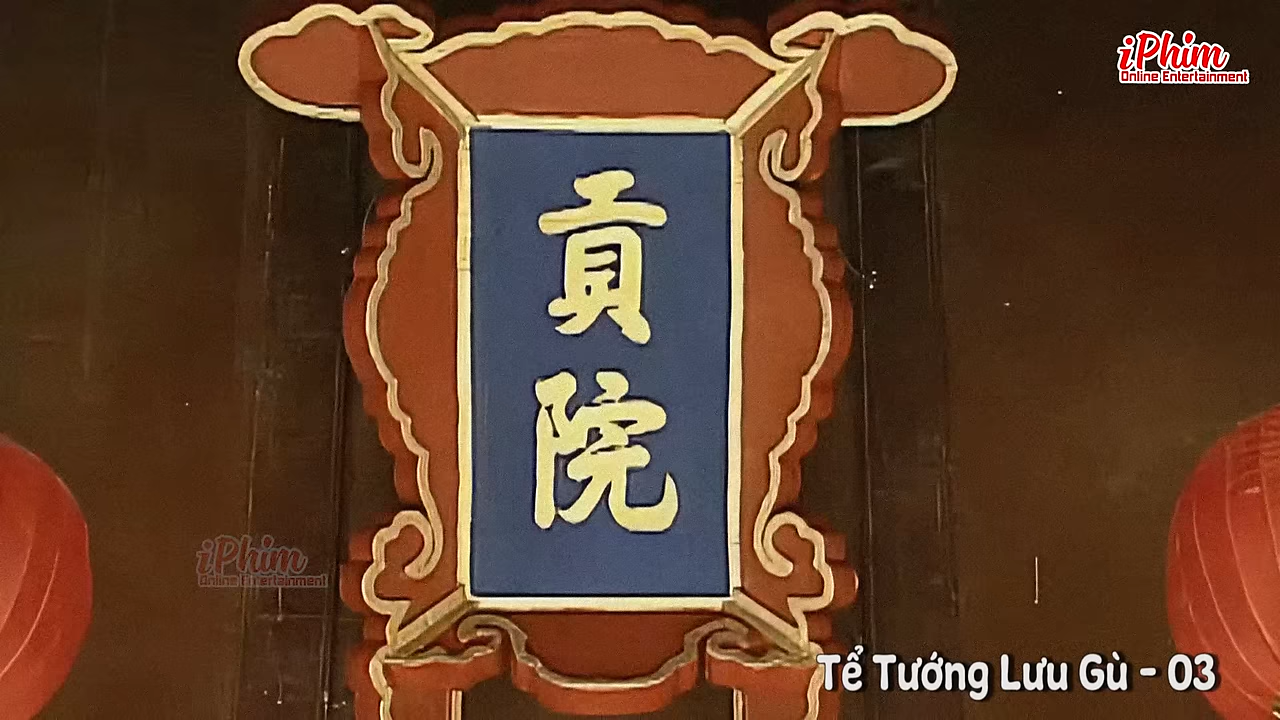 iPhim
Online Entertainment
貢
院
iPhim
Online Entertainment
Tể Tướng Lưu Gù - 03